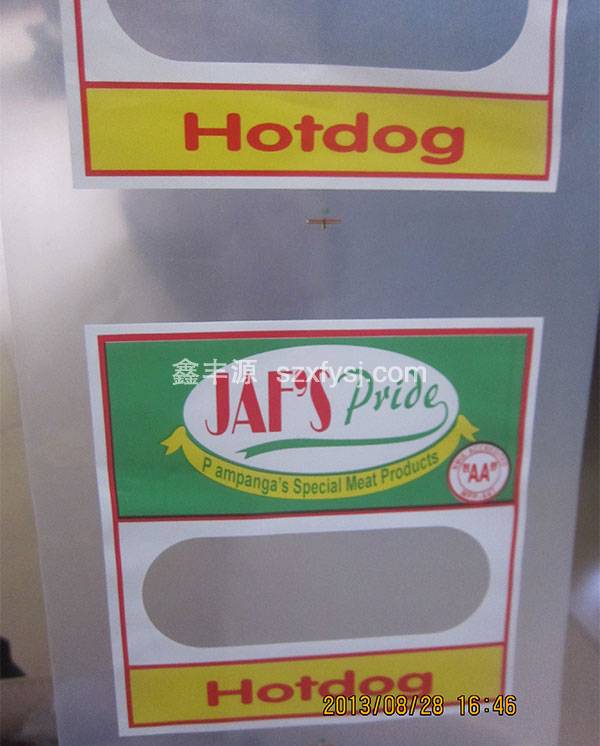 Hotdog
鑫丰源 szxfysj.com
JAF'S Pride
Pampanga's Special Meat Products
"AA"
Hotdog
2013/08/28 16:46